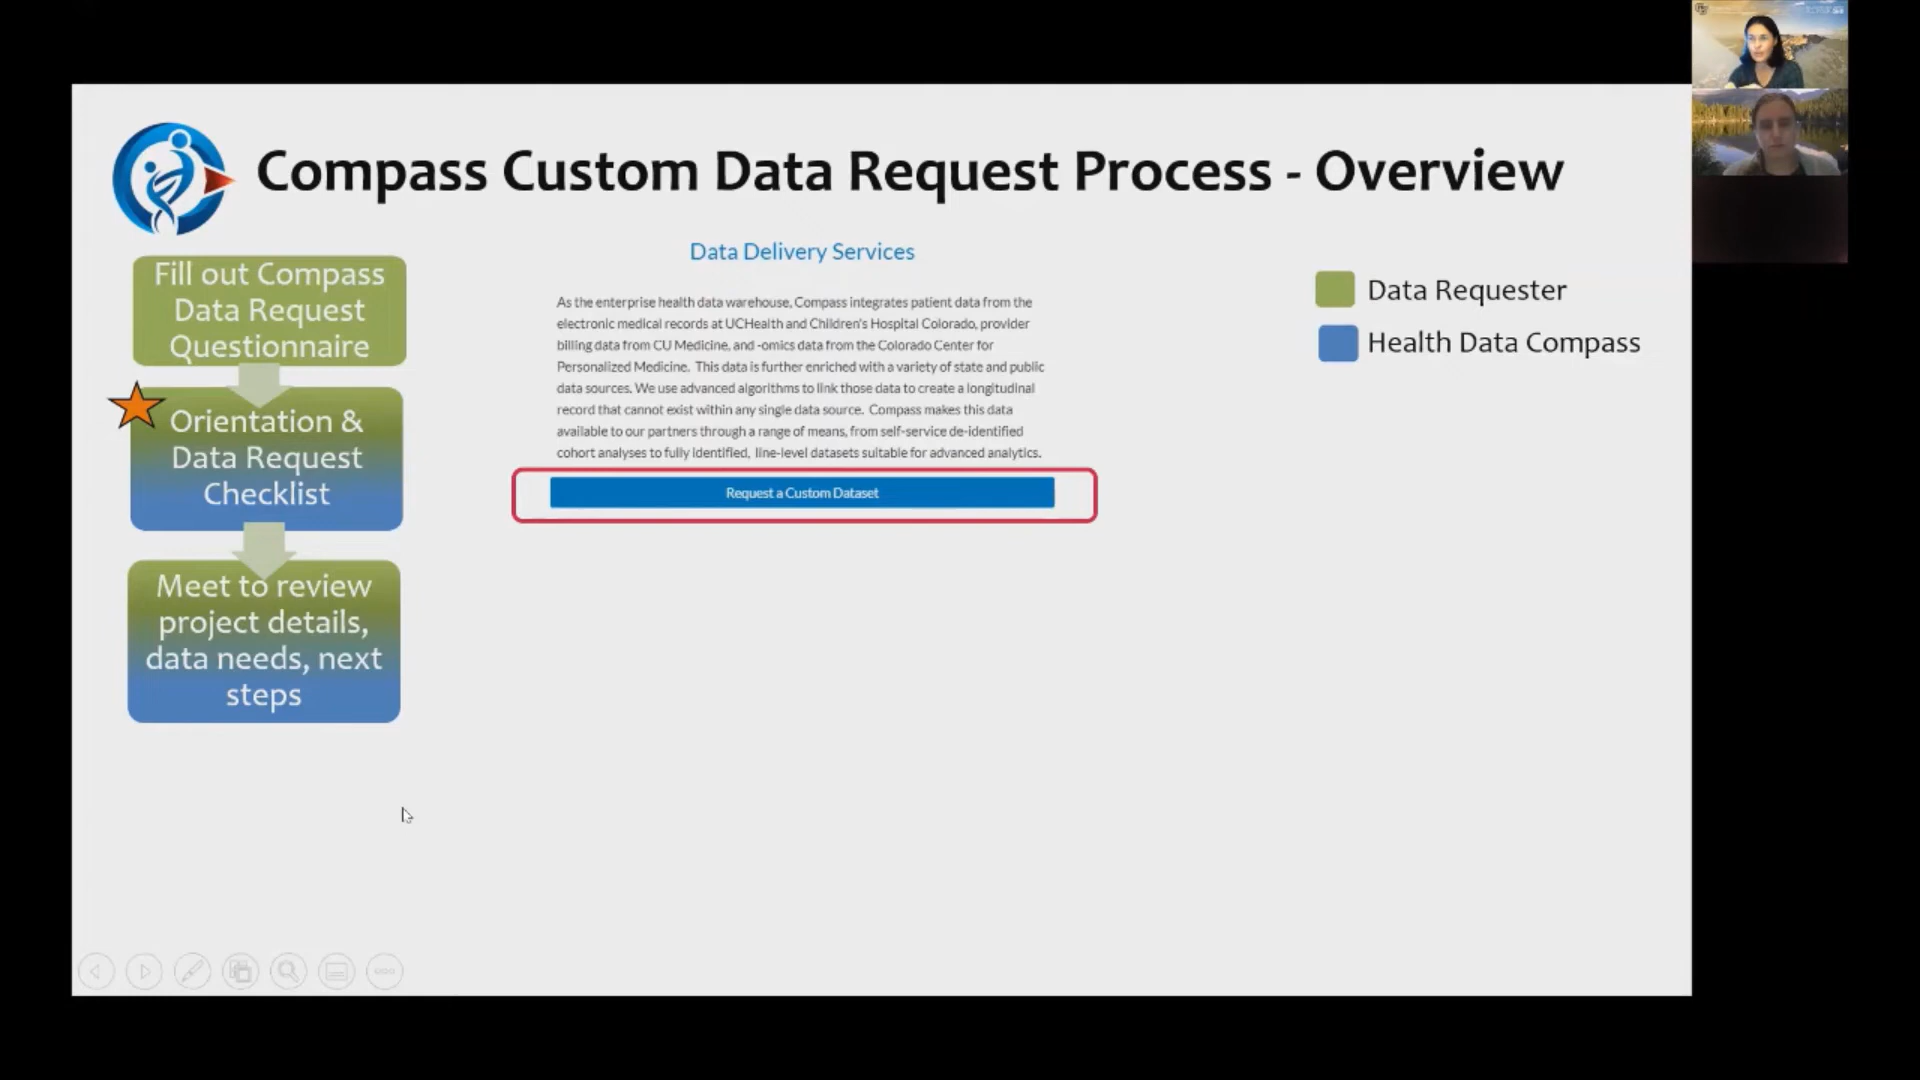 Compass Custom Data Request Process - Overview
Fill out Compass
Data Request
Questionnaire
Orientation &
Data Request
Checklist
Meet to review
project details,
data needs, next
steps
Data Delivery Services
As the enterprise health data warehouse, Compass integrates patient data from the
electronic medical records at UCHealth and Children's Hospital Colorado, provider
billing data from CU Medicine, and -omics data from the Colorado Center for
Personalized Medicine. This data is further enriched with a variety of state and public
data sources. We use advanced algorithms to link those data to create a longitudinal
record that cannot exist within any single data source. Compass makes this data
available to our partners through a range of means, from self-service de-identified
cohort analyses to fully identified, line-level datasets suitable for advanced analytics.
Request a Custom Dataset
Data Requester
Health Data Compass